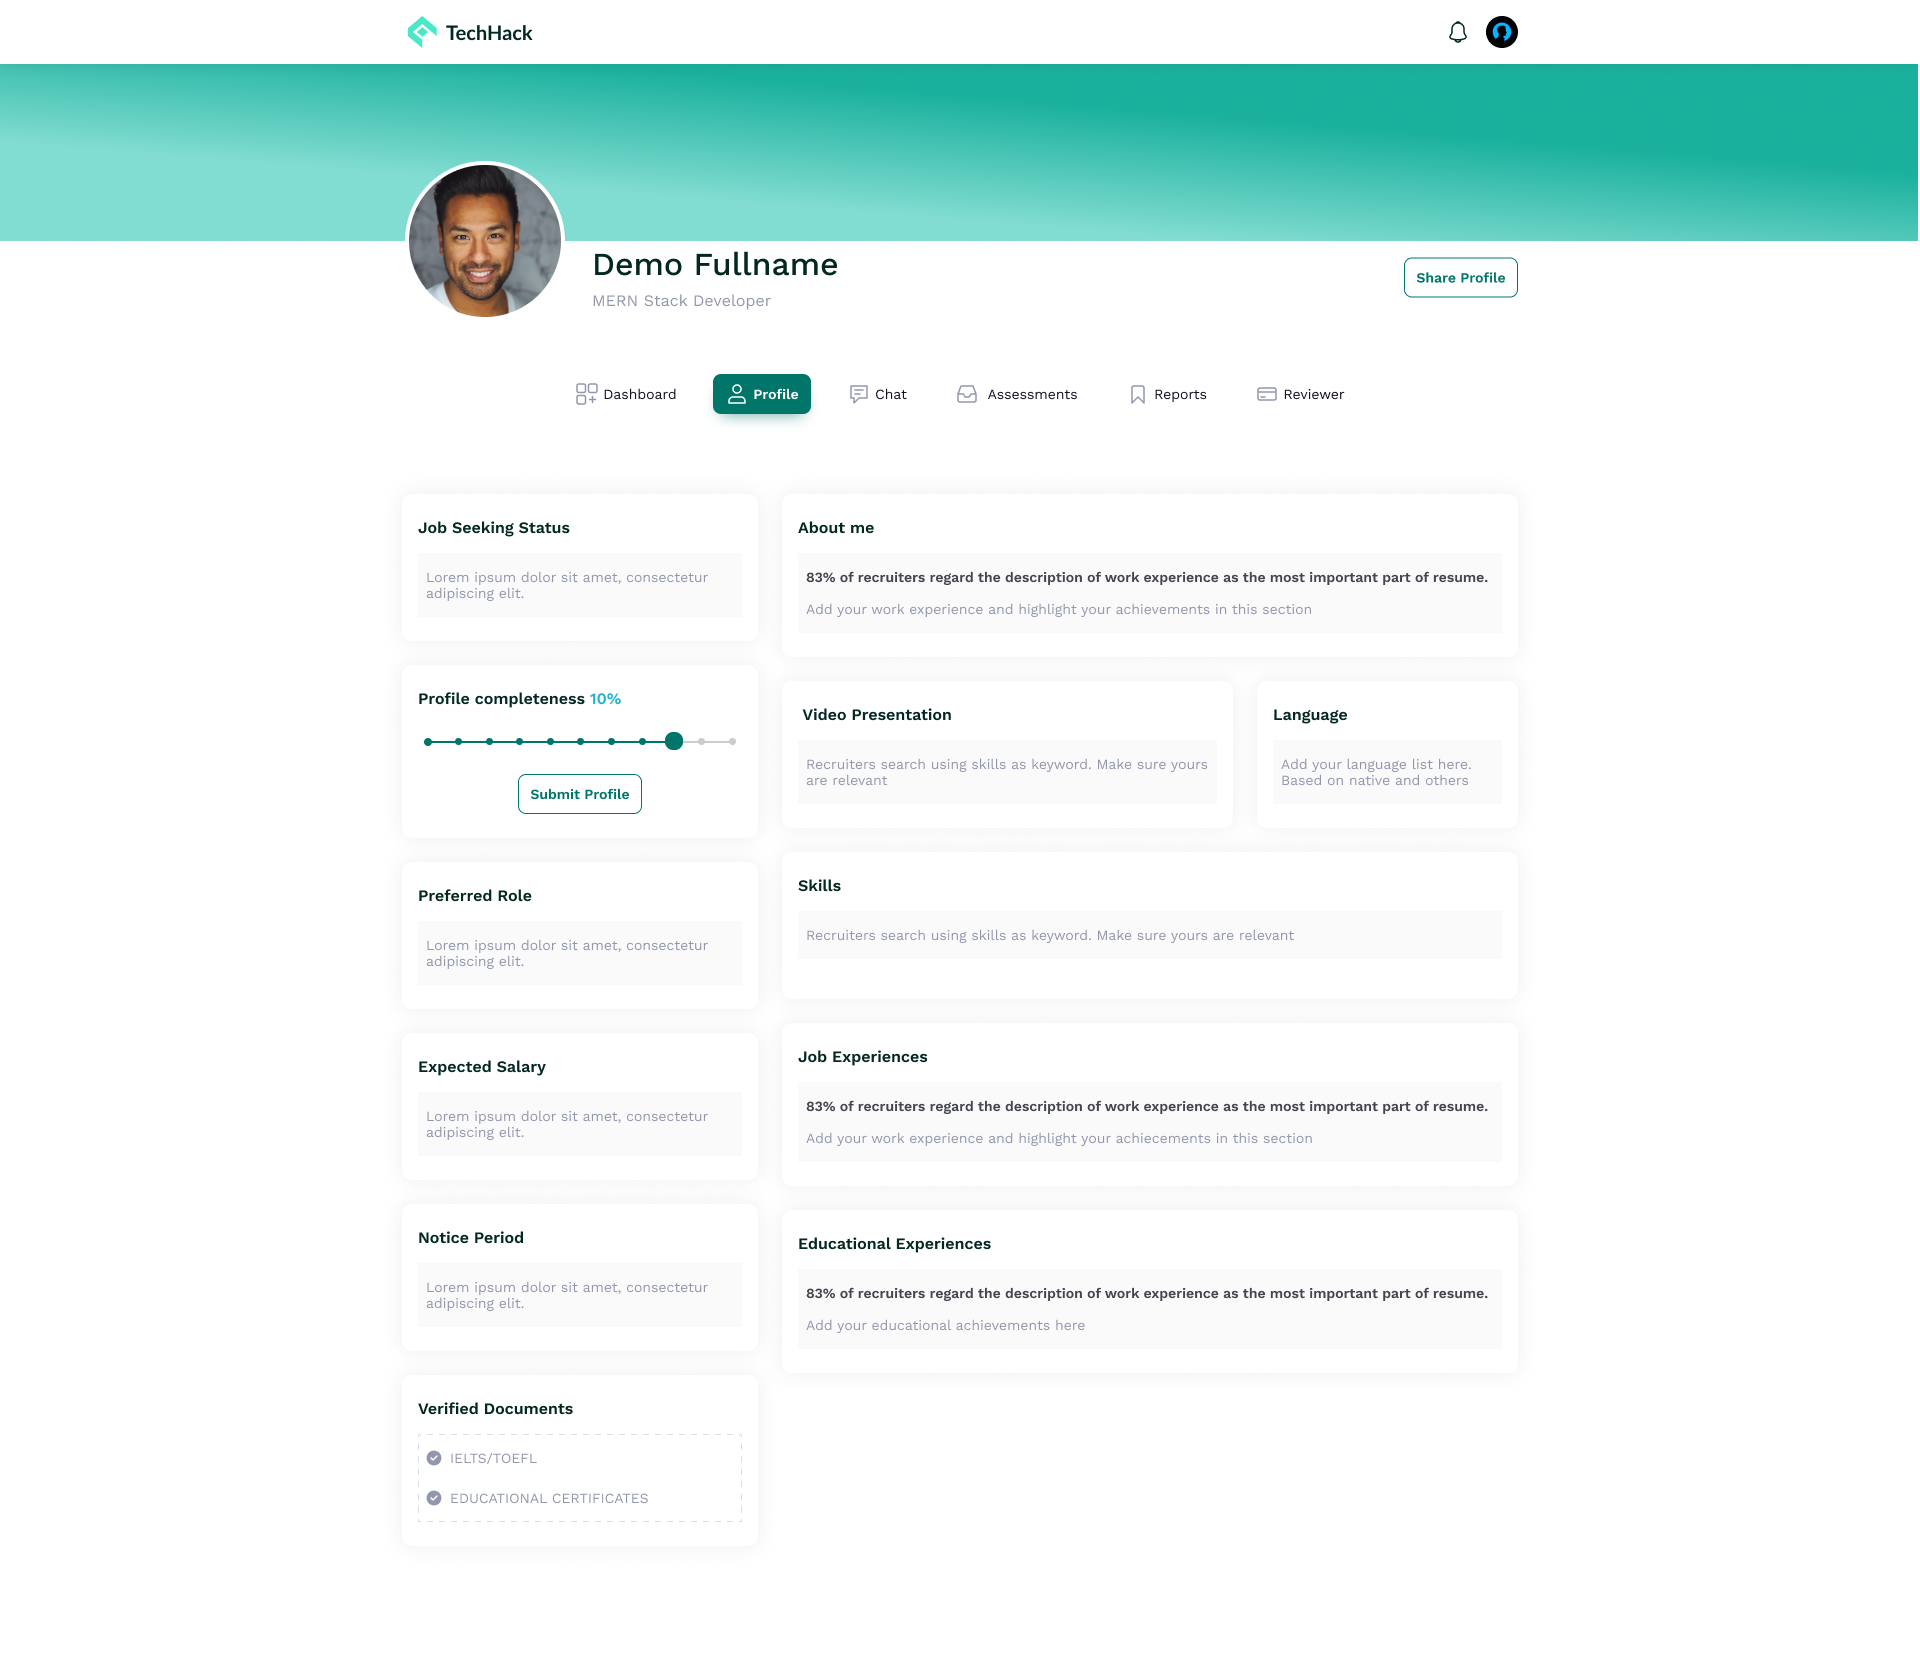 TechHack
Demo Fullname
MERN Stack Developer
Share Profile
Dashboard
Profile
Chat
Assessments
Reports
Reviewer
Job Seeking Status
Lorem ipsum dolor sit amet, consectetur
adipiscing elit.
Profile completeness 10%
Submit Profile
Preferred Role
Lorem ipsum dolor sit amet, consectetur
adipiscing elit.
Expected Salary
Lorem ipsum dolor sit amet, consectetur
adipiscing elit.
Notice Period
Lorem ipsum dolor sit amet, consectetur
adipiscing elit.
Verified Documents
IELTS/TOEFL
EDUCATIONAL CERTIFICATES
About me
83% of recruiters regard the description of work experience as the most important part of resume.
Add your work experience and highlight your achievements in this section
Video Presentation
Recruiters search using skills as keyword. Make sure yours
are relevant
Language
Add your language list here.
Based on native and others
Skills
Recruiters search using skills as keyword. Make sure yours are relevant
Job Experiences
83% of recruiters regard the description of work experience as the most important part of resume.
Add your work experience and highlight your achiecements in this section
Educational Experiences
83% of recruiters regard the description of work experience as the most important part of resume.
Add your educational achievements here